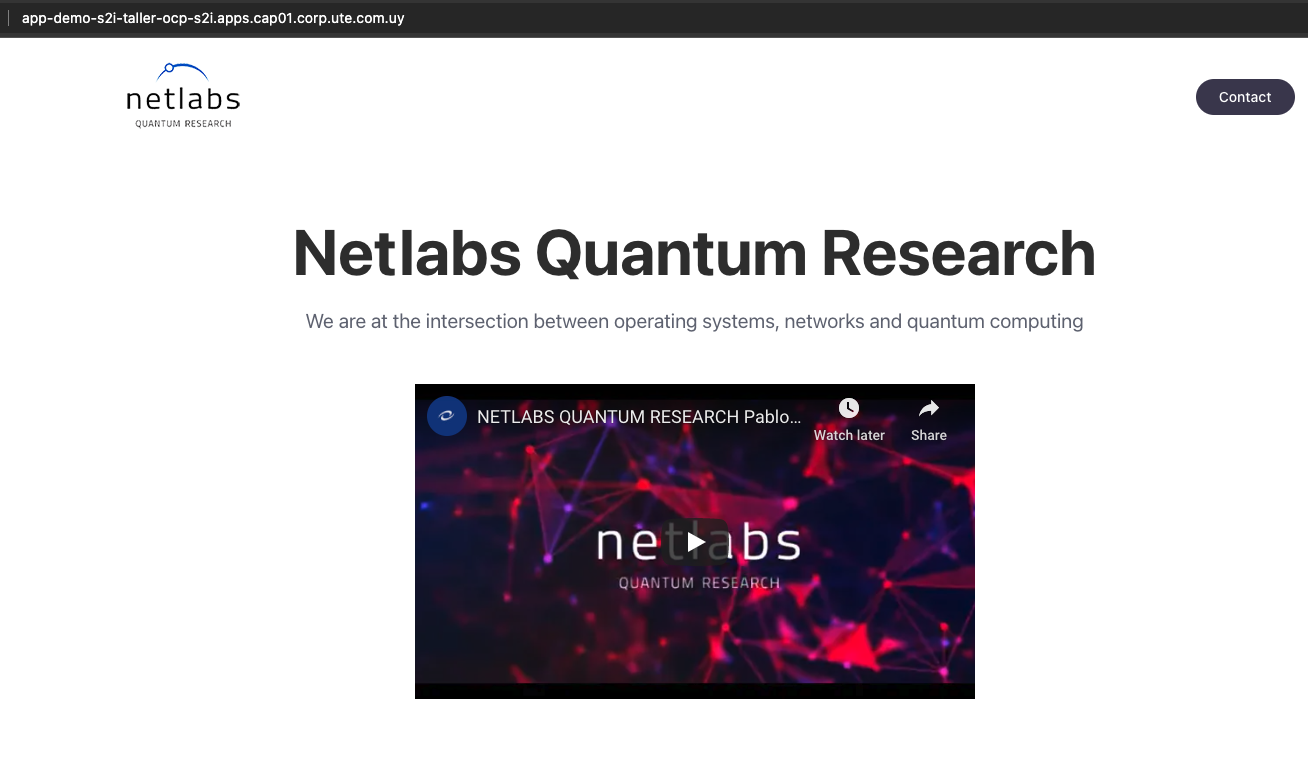 app-demo-s2i-taller-ocp-s2i.apps.cap01.corp.ute.com.uy
netlabs
QUANTUM RESEARCH
Contact
Netlabs Quantum Research
We are at the intersection between operating systems, networks and quantum computing
NETLABS QUANTUM RESEARCH Pablo...
Watch later
Share
netlabs
QUANTUM RESEARCH